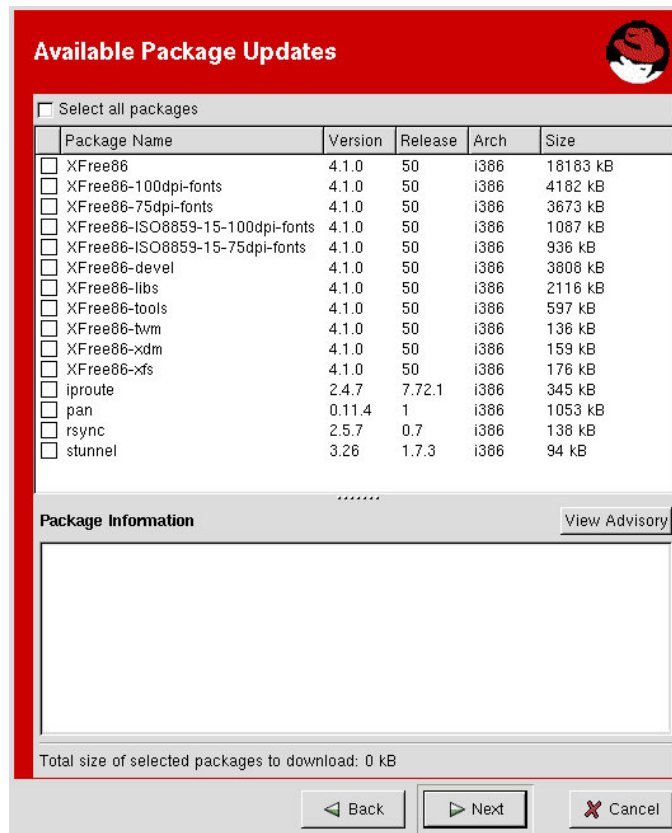 Available Package Updates
Select all packages
Package Name Version Release Arch Size
XFree86 4.1.0 50 i386 18183 kB
XFree86-100dpi-fonts 4.1.0 50 i386 4182 kB
XFree86-75dpi-fonts 4.1.0 50 i386 3673 kB
XFree86-ISO8859-15-100dpi-fonts 4.1.0 50 i386 1087 kB
XFree86-ISO8859-15-75dpi-fonts 4.1.0 50 i386 936 kB
XFree86-devel 4.1.0 50 i386 3808 kB
XFree86-libs 4.1.0 50 i386 2116 kB
XFree86-tools 4.1.0 50 i386 597 kB
XFree86-twm 4.1.0 50 i386 136 kB
XFree86-xdm 4.1.0 50 i386 159 kB
XFree86-xfs 4.1.0 50 i386 176 kB
iproute 2.4.7 7.72.1 i386 345 kB
pan 0.11.4 1 i386 1053 kB
rsync 2.5.7 0.7 i386 138 kB
stunnel 3.26 1.7.3 i386 94 kB
Package Information View Advisory
Total size of selected packages to download: 0 kB
Back Next Cancel